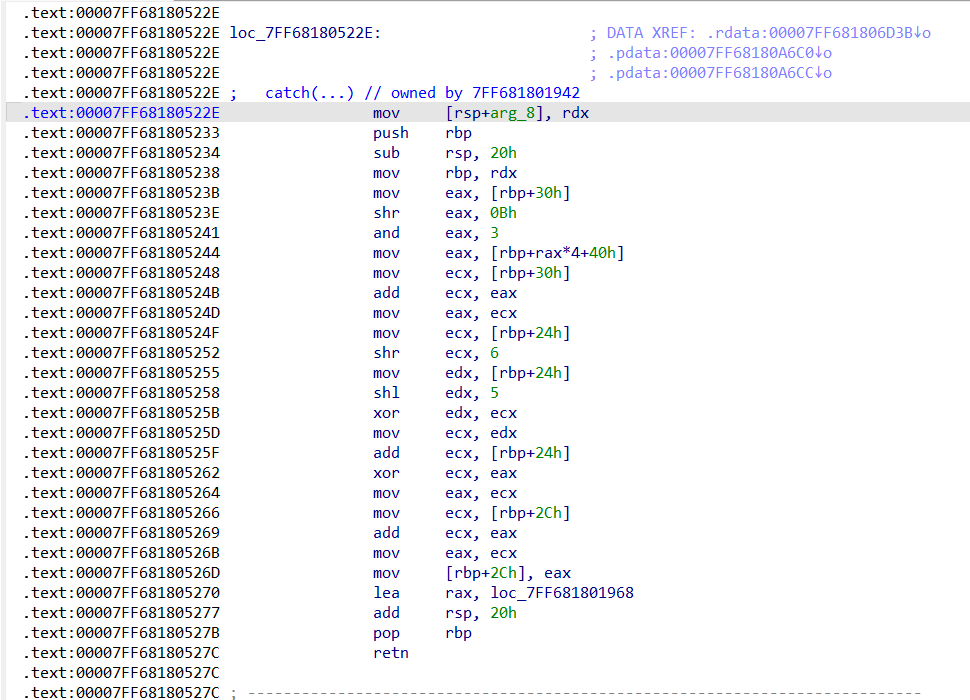 .text:00007FF68180522E
.text:00007FF68180522E loc_7FF68180522E: ; DATA XREF: .rdata:00007FF681806D3B↓o
.text:00007FF68180522E ; .pdata:00007FF68180A6C0↓o
.text:00007FF68180522E ; .pdata:00007FF68180A6CC↓o
.text:00007FF68180522E ; catch(...) // owned by 7FF681801942
.text:00007FF68180522E mov [rsp+arg_8], rdx
.text:00007FF681805233 push rbp
.text:00007FF681805234 sub rsp, 20h
.text:00007FF681805238 mov rbp, rdx
.text:00007FF68180523B mov eax, [rbp+30h]
.text:00007FF68180523E shr eax, 0Bh
.text:00007FF681805241 and eax, 3
.text:00007FF681805244 mov eax, [rbp+rax*4+40h]
.text:00007FF681805248 mov ecx, [rbp+30h]
.text:00007FF68180524B add ecx, eax
.text:00007FF68180524D mov eax, ecx
.text:00007FF68180524F mov ecx, [rbp+24h]
.text:00007FF681805252 shr ecx, 6
.text:00007FF681805255 mov edx, [rbp+24h]
.text:00007FF681805258 shl edx, 5
.text:00007FF68180525B xor edx, ecx
.text:00007FF68180525D mov ecx, edx
.text:00007FF68180525F add ecx, [rbp+24h]
.text:00007FF681805262 xor ecx, eax
.text:00007FF681805264 mov eax, ecx
.text:00007FF681805266 mov ecx, [rbp+2Ch]
.text:00007FF681805269 add ecx, eax
.text:00007FF68180526B mov eax, ecx
.text:00007FF68180526D mov [rbp+2Ch], eax
.text:00007FF681805270 lea rax, loc_7FF681801968
.text:00007FF681805277 add rsp, 20h
.text:00007FF68180527B pop rbp
.text:00007FF68180527C retn
.text:00007FF68180527C
.text:00007FF68180527C ; ---------------------------------------------------------------------------